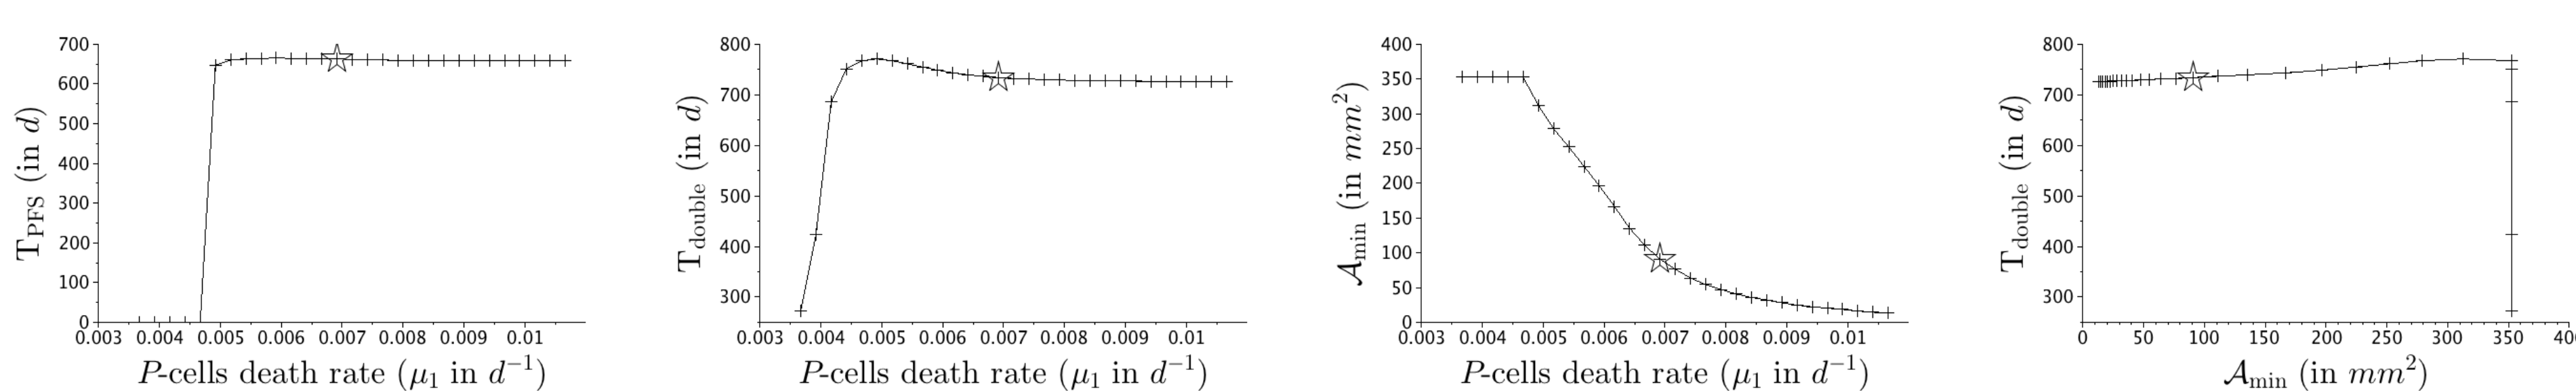 700
600
500
400
300
200
100
0
T_PFS (in d)
0.003 0.004 0.005 0.006 0.007 0.008 0.009 0.01
P-cells death rate (μ₁ in d⁻¹)
800
700
600
500
400
300
T_double (in d)
0.003 0.004 0.005 0.006 0.007 0.008 0.009 0.01
P-cells death rate (μ₁ in d⁻¹)
400
350
300
250
200
150
100
50
0
𝒜_min (in mm²)
0.003 0.004 0.005 0.006 0.007 0.008 0.009 0.01
P-cells death rate (μ₁ in d⁻¹)
800
700
600
500
400
300
T_double (in d)
0 50 100 150 200 250 300 350 40
𝒜_min (in mm²)